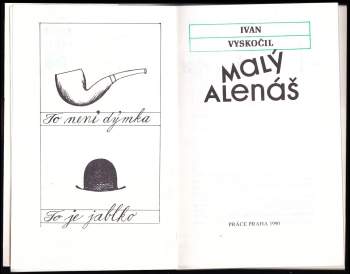 To není dýmka
To je jablko
IVAN
VYSKOČIL
MALÝ
ALENÁŠ
PRÁCE PRAHA 1990